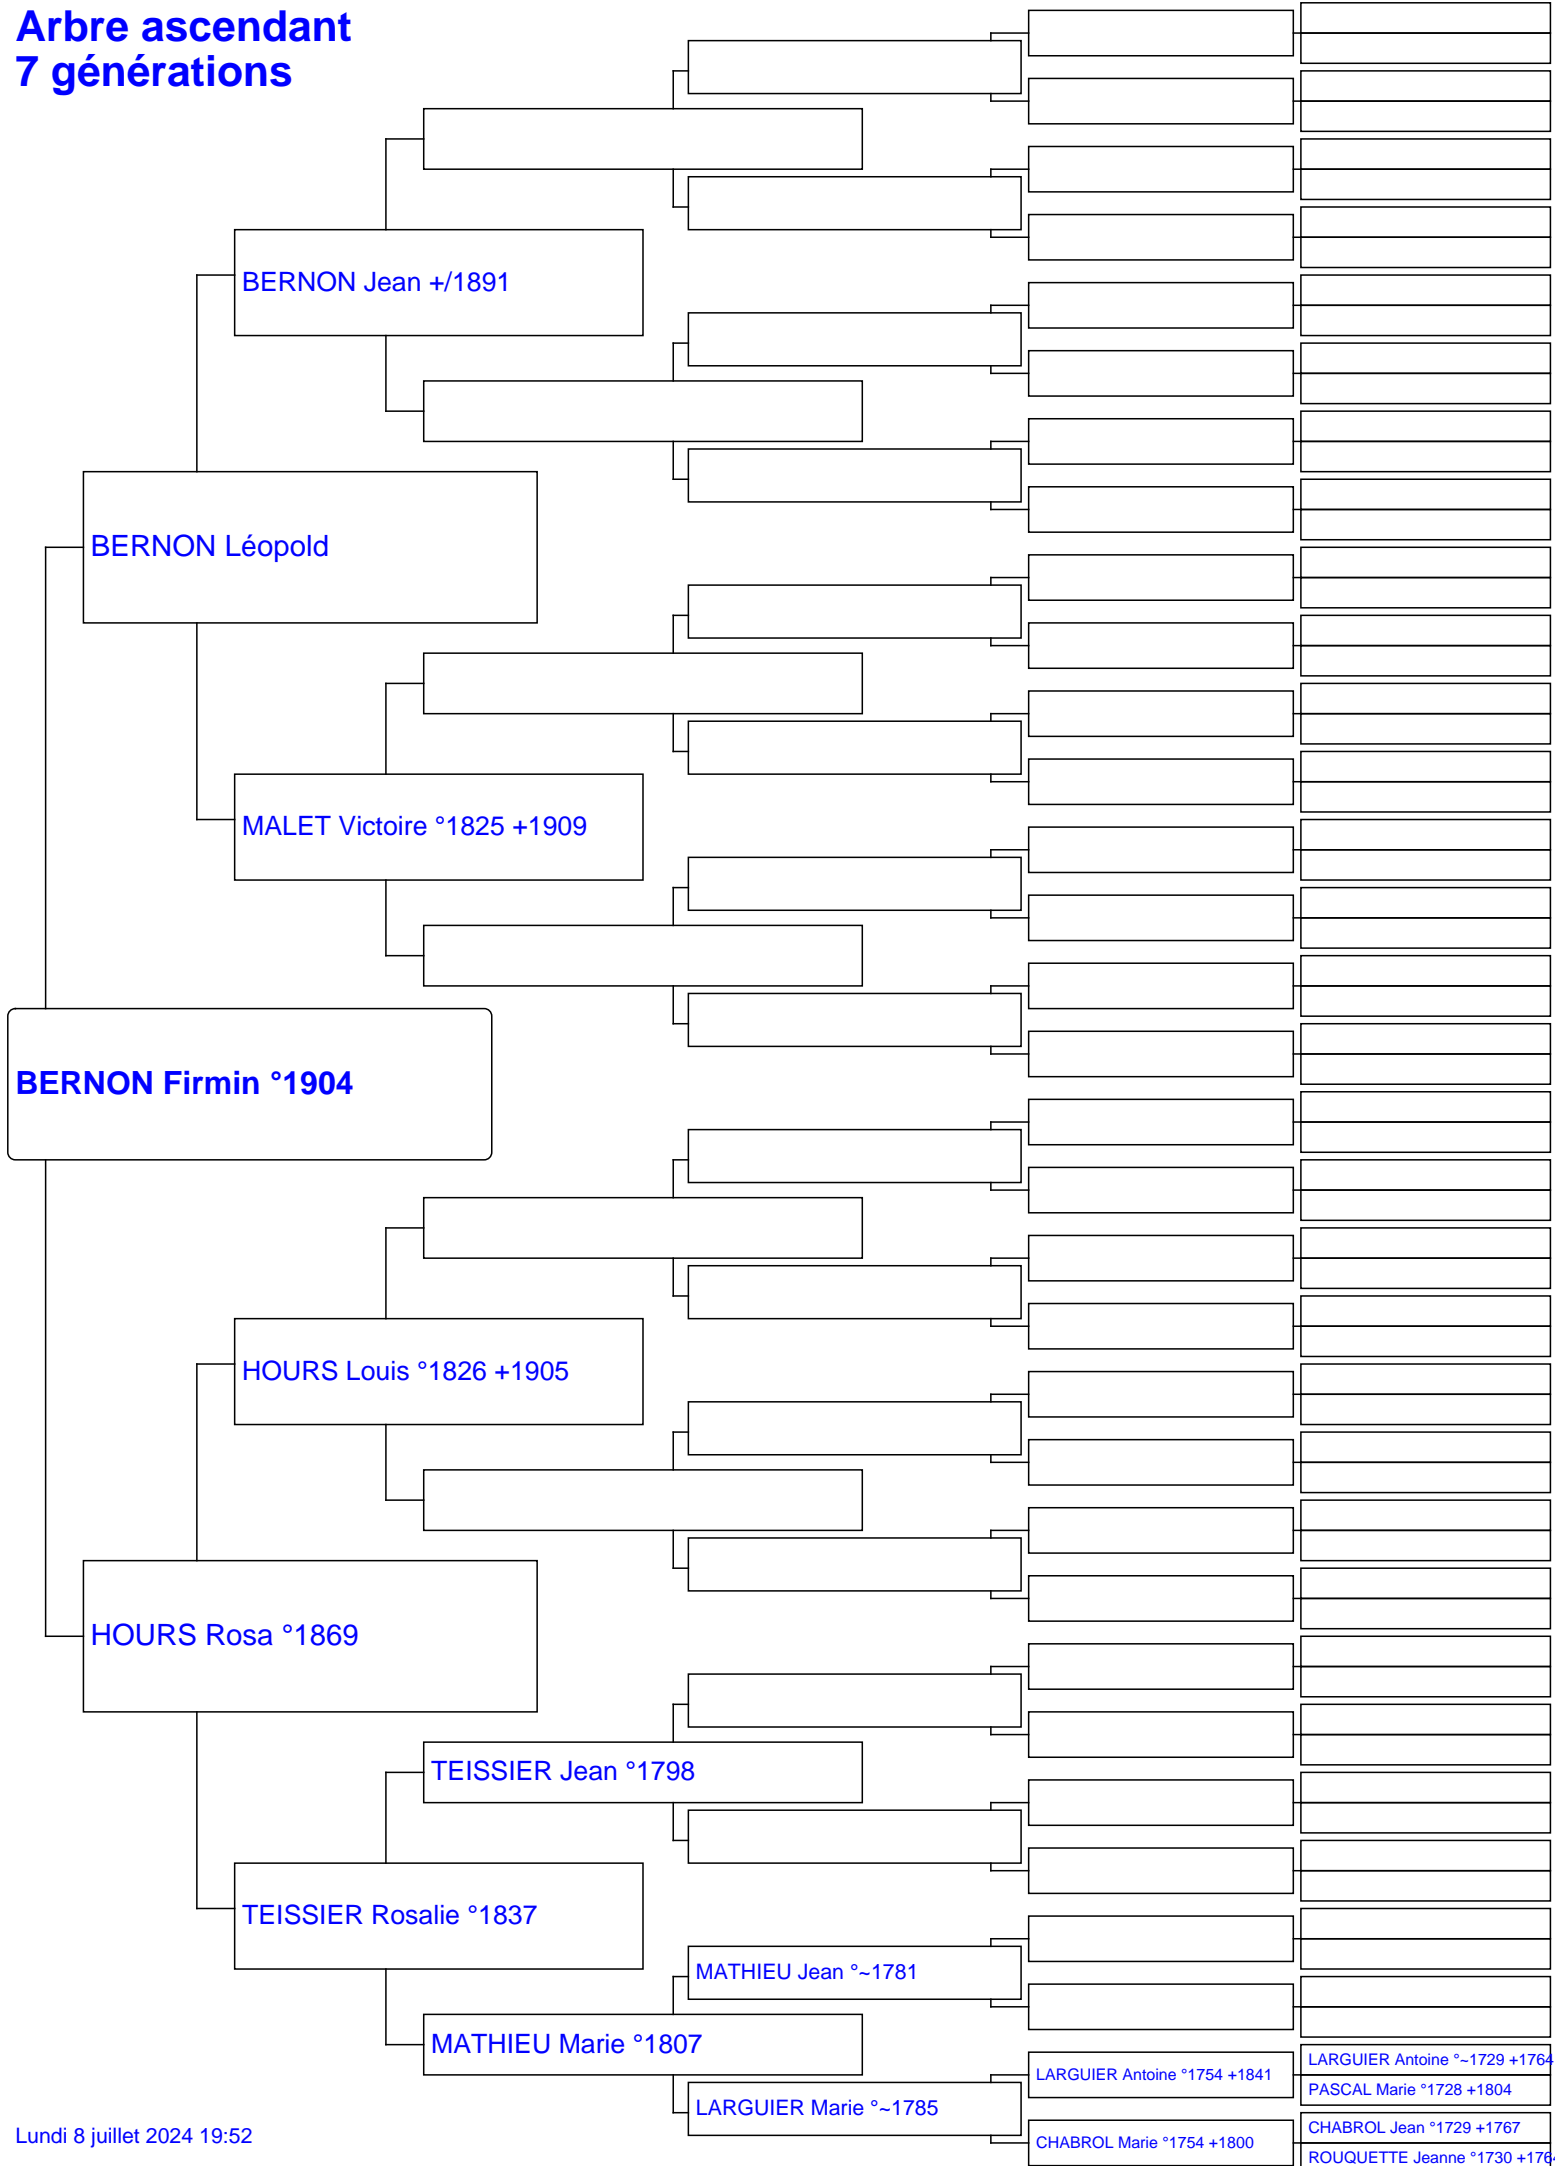 Arbre ascendant
7 générations
BERNON Jean +/1891
BERNON Léopold
MALET Victoire °1825 +1909
BERNON Firmin °1904
HOURS Louis °1826 +1905
HOURS Rosa °1869
TEISSIER Jean °1798
TEISSIER Rosalie °1837
MATHIEU Jean °~1781
MATHIEU Marie °1807
LARGUIER Antoine °~1729 +1764
LARGUIER Antoine °1754 +1841
PASCAL Marie °1728 +1804
LARGUIER Marie °~1785
CHABROL Jean °1729 +1767
CHABROL Marie °1754 +1800
ROUQUETTE Jeanne °1730 +1764
Lundi 8 juillet 2024 19:52